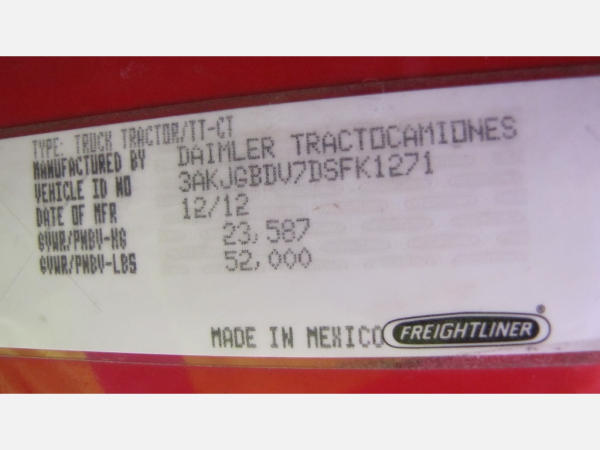 TYPE: TRUCK TRACTOR/TT-CT
MANUFACTURED BY DAIMLER TRACTOCAMIONES
VEHICLE ID NO 3AKJGBDV7DSFK1271
DATE OF MFR 12/12
GVWR/PNBV-KG 23,587
GVWR/PNBV-LBS 52,000
MADE IN MEXICO FREIGHTLINER®